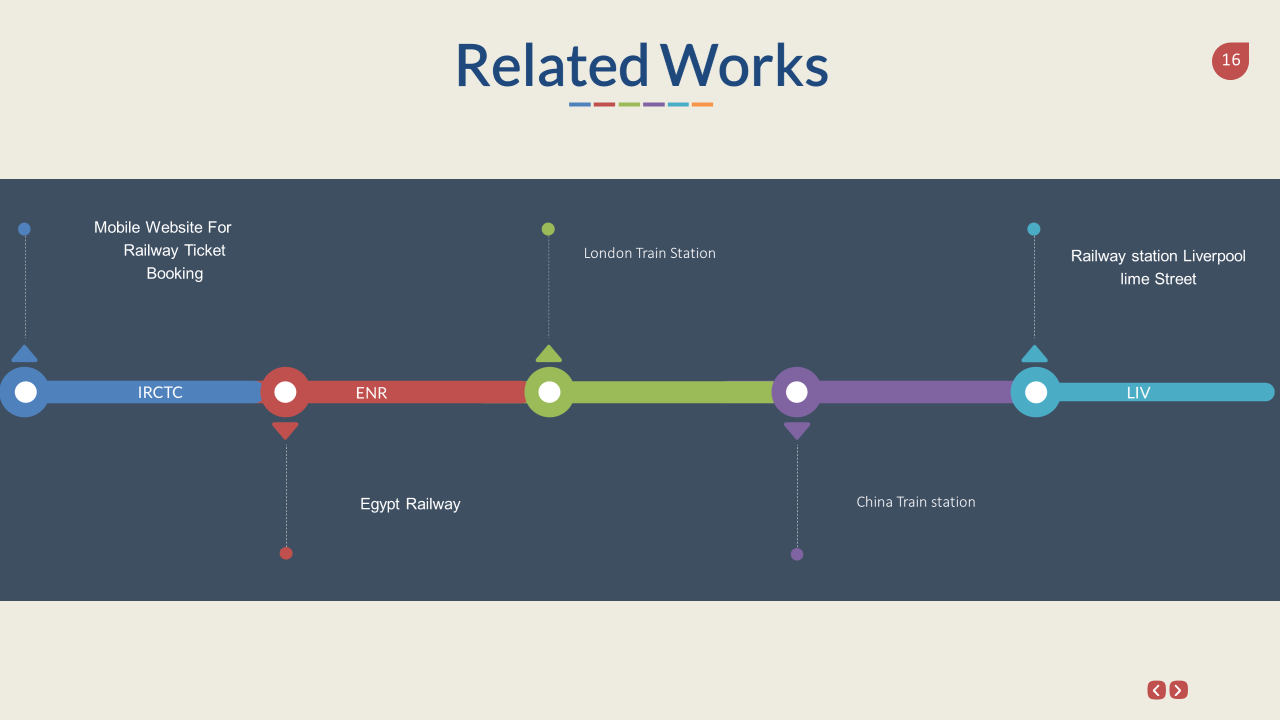 Related Works
16
Mobile Website For
Railway Ticket
Booking
London Train Station
Railway station Liverpool
lime Street
IRCTC
ENR
LIV
Egypt Railway
China Train station